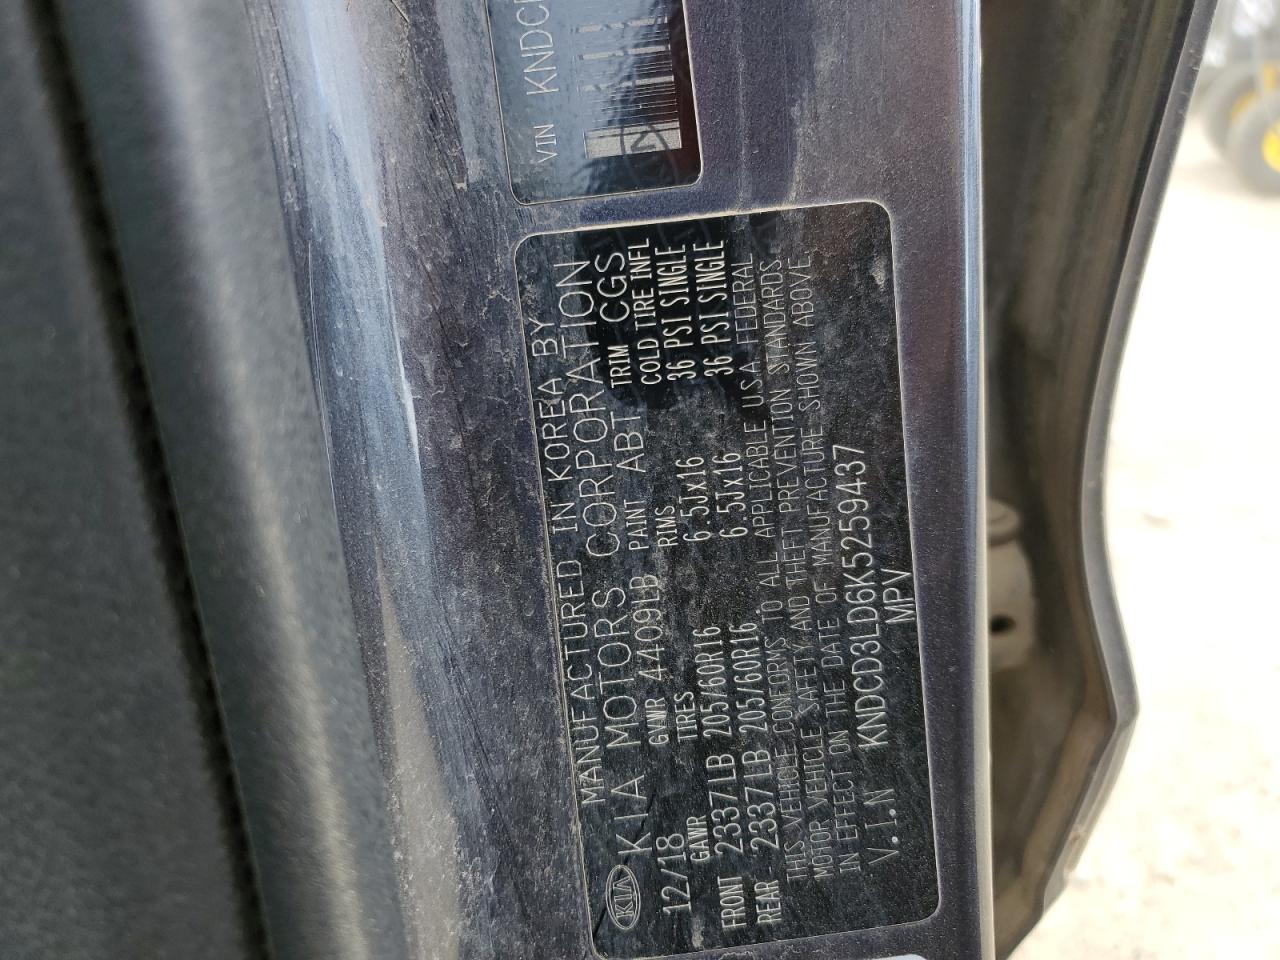 VIN KNDC
MANUFACTURED IN KOREA BY
KIA KIA MOTORS CORPORATION
12/18 GVWR 4409LB PAINT ABT TRIM CGS
GAWR TIRES RIMS COLD TIRE INFL
FRONT 2337LB 205/60R16 6.5Jx16 36 PSI SINGLE
REAR 2337LB 205/60R16 6.5Jx16 36 PSI SINGLE
THIS VEHICLE CONFORMS TO ALL APPLICABLE U.S.A. FEDERAL
MOTOR VEHICLE SAFETY AND THEFT PREVENTION STANDARDS
IN EFFECT ON THE DATE OF MANUFACTURE SHOWN ABOVE.
V.I.N KNDCD3LD6K5259437
MPV